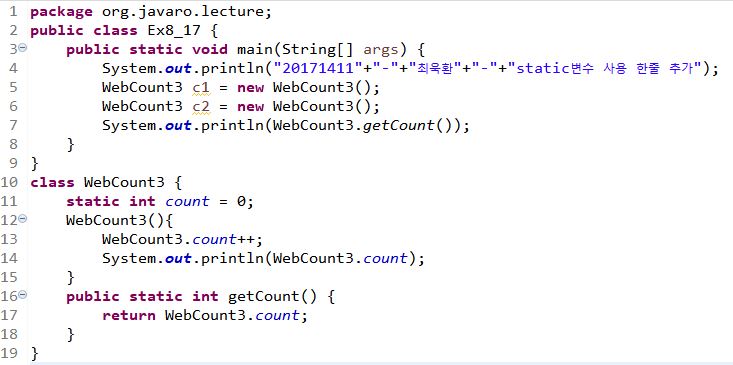 1 package org.javaro.lecture;
2 public class Ex8_17 {
3 public static void main(String[] args) {
4 System.out.println("20171411"+"-"+"최욱환"+"-"+"static변수 사용 한줄 추가");
5 WebCount3 c1 = new WebCount3();
6 WebCount3 c2 = new WebCount3();
7 System.out.println(WebCount3.getCount());
8 }
9 }
10 class WebCount3 {
11 static int count = 0;
12 WebCount3(){
13 WebCount3.count++;
14 System.out.println(WebCount3.count);
15 }
16 public static int getCount() {
17 return WebCount3.count;
18 }
19 }